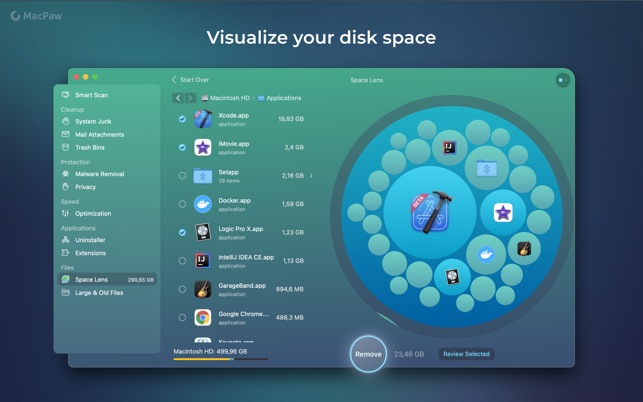 MacPaw
Visualize your disk space
Start Over
Space Lens
Smart Scan
Cleanup
System Junk
Mail Attachments
Trash Bins
Protection
Malware Removal
Privacy
Speed
Optimization
Applications
Uninstaller
Extensions
Files
Space Lens 290,65 GB
Large & Old Files
Macintosh HD › Applications
Xcode.app
application
19,83 GB
iMovie.app
application
2,4 GB
Setapp
29 items
2,16 GB
Docker.app
application
1,59 GB
Logic Pro X.app
application
1,23 GB
IntelliJ IDEA CE.app
application
1,13 GB
GarageBand.app
application
894,6 MB
Google Chrome....
application
488,3 MB
BETA
IJ
IJ
Macintosh HD: 499,96 GB
Remove
23,46 GB
Review Selected